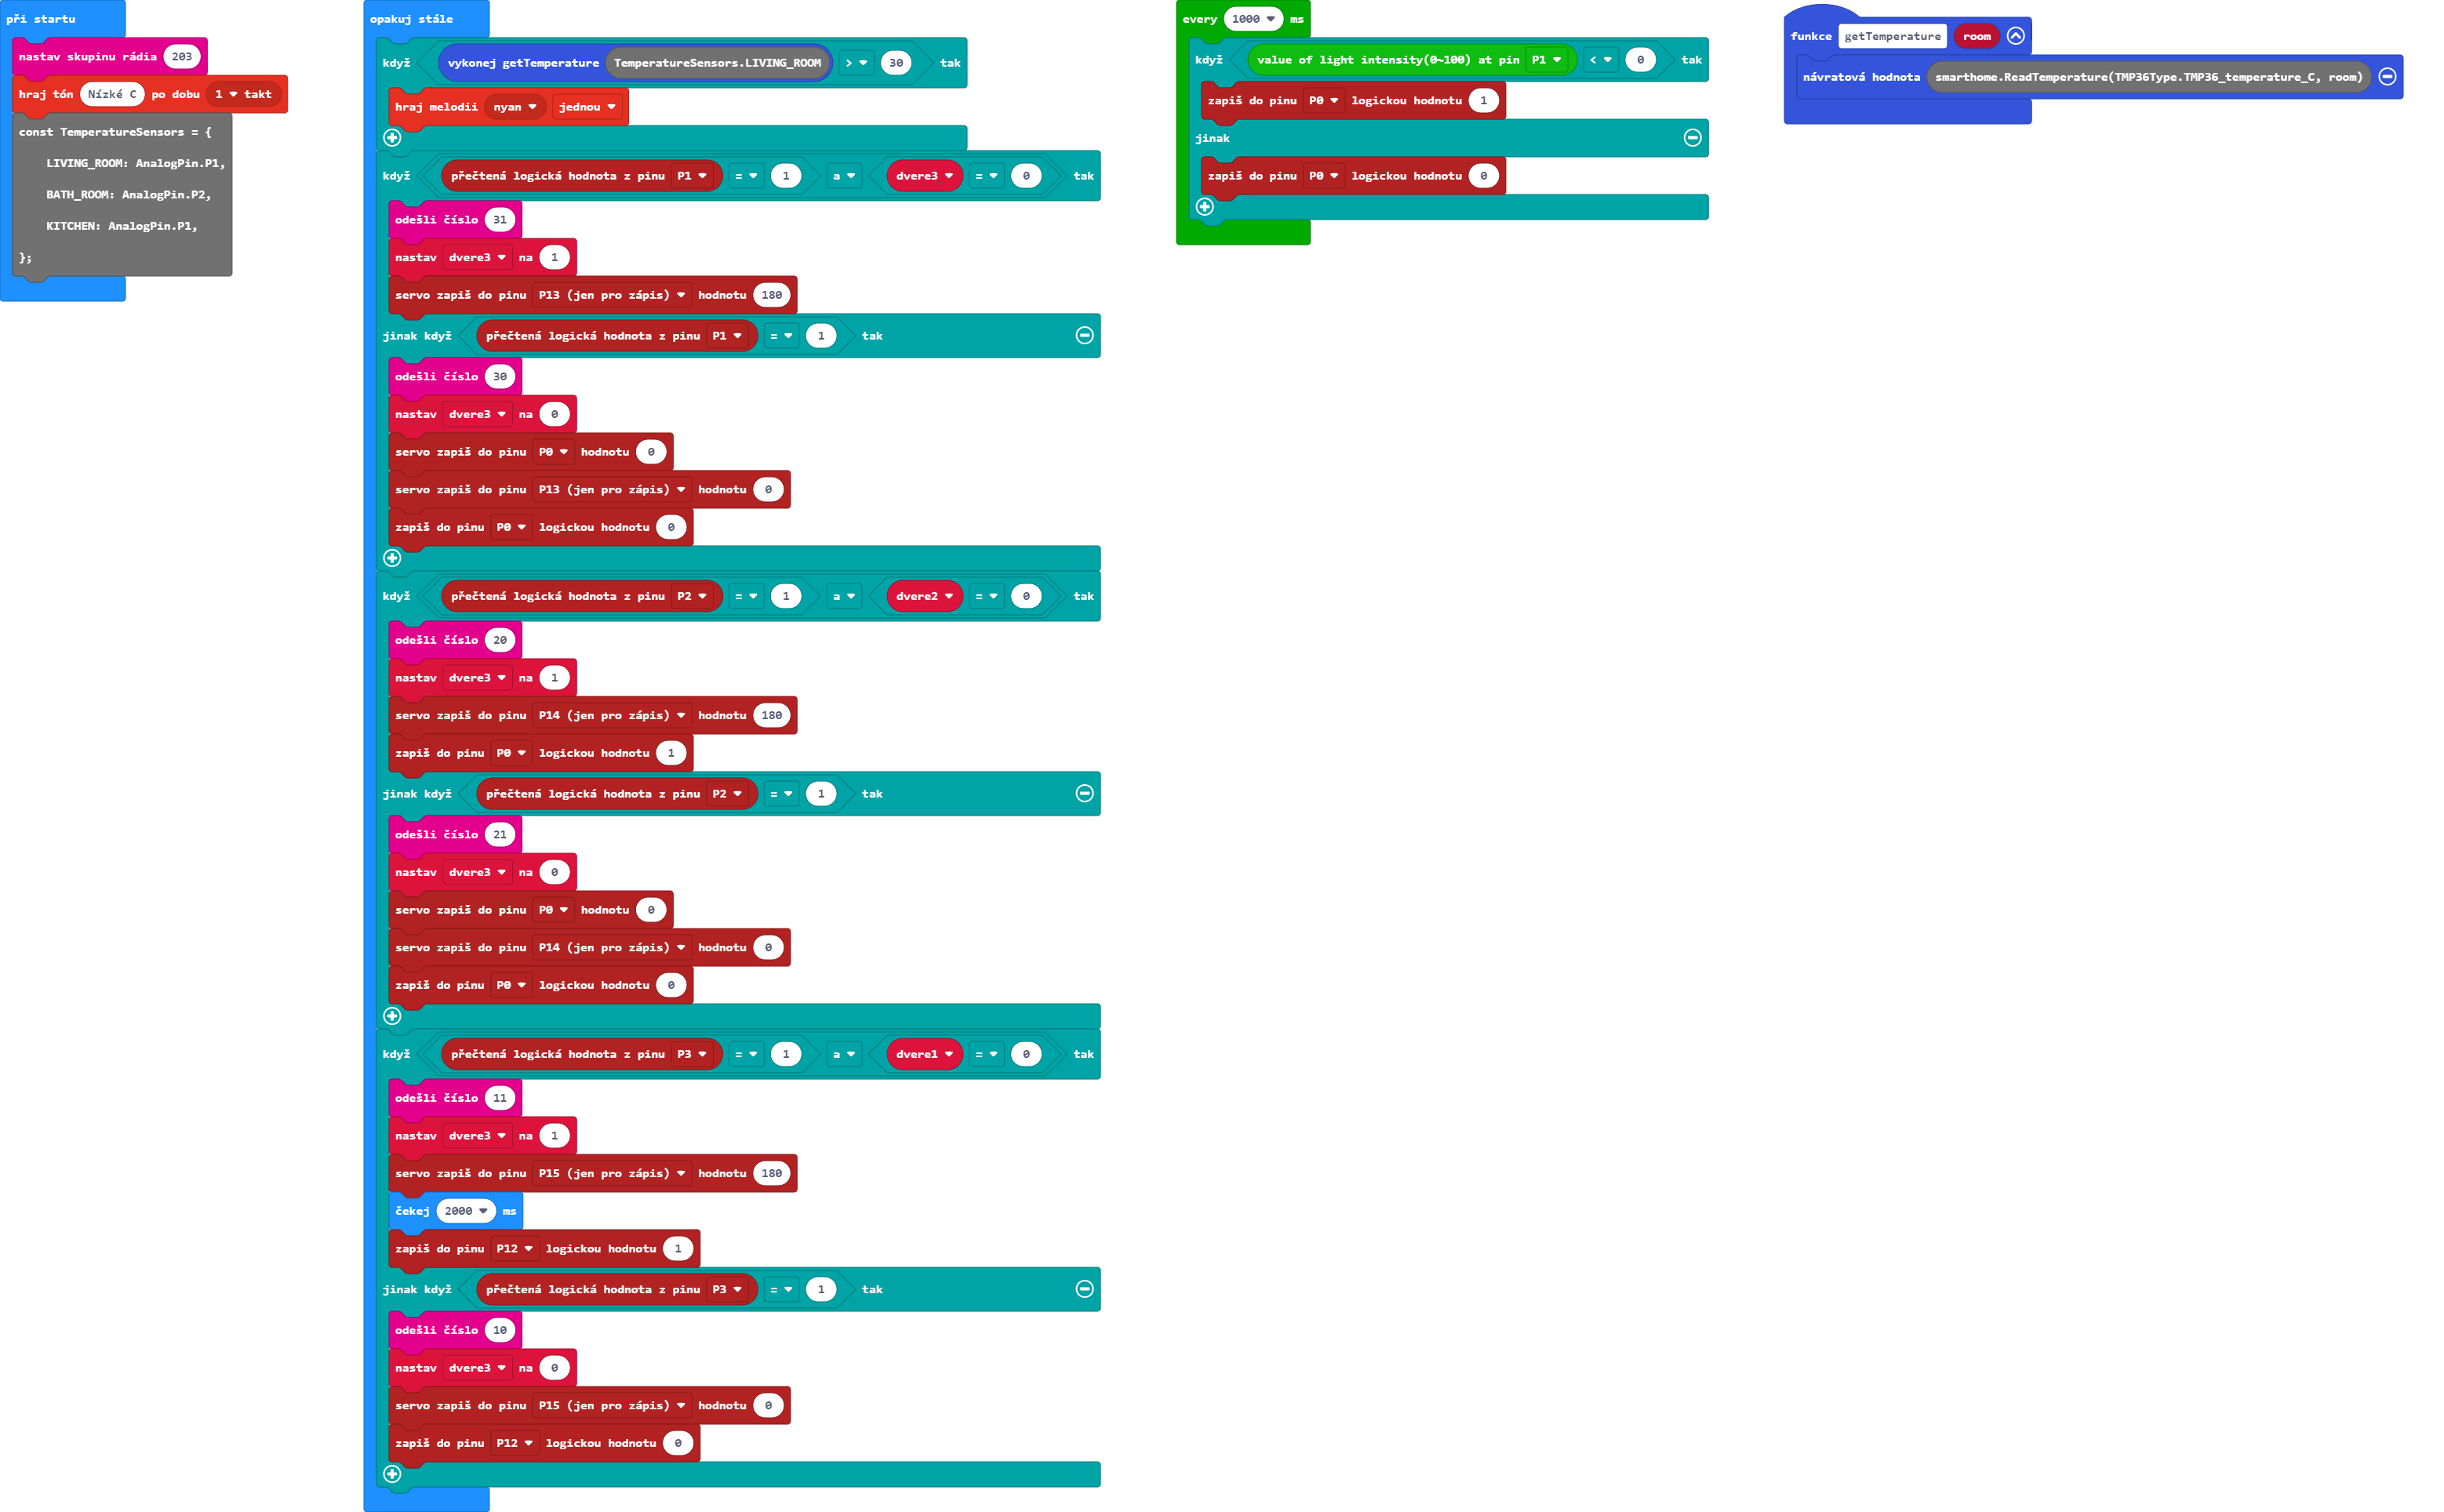 při startu
nastav skupinu rádia 203
hraj tón Nízké C po dobu 1 takt
const TemperatureSensors = {
LIVING_ROOM: AnalogPin.P1,
BATH_ROOM: AnalogPin.P2,
KITCHEN: AnalogPin.P1,
};
opakuj stále
když vykonej getTemperature TemperatureSensors.LIVING_ROOM > 30 tak
hraj melodii nyan jednou
když přečtená logická hodnota z pinu P1 = 1 a dvere3 = 0 tak
odešli číslo 31
nastav dvere3 na 1
servo zapiš do pinu P13 (jen pro zápis) hodnotu 180
jinak když přečtená logická hodnota z pinu P1 = 1 tak
odešli číslo 30
nastav dvere3 na 0
servo zapiš do pinu P0 hodnotu 0
servo zapiš do pinu P13 (jen pro zápis) hodnotu 0
zapiš do pinu P0 logickou hodnotu 0
když přečtená logická hodnota z pinu P2 = 1 a dvere2 = 0 tak
odešli číslo 20
nastav dvere3 na 1
servo zapiš do pinu P14 (jen pro zápis) hodnotu 180
zapiš do pinu P0 logickou hodnotu 1
jinak když přečtená logická hodnota z pinu P2 = 1 tak
odešli číslo 21
nastav dvere3 na 0
servo zapiš do pinu P0 hodnotu 0
servo zapiš do pinu P14 (jen pro zápis) hodnotu 0
zapiš do pinu P0 logickou hodnotu 0
když přečtená logická hodnota z pinu P3 = 1 a dvere1 = 0 tak
odešli číslo 11
nastav dvere3 na 1
servo zapiš do pinu P15 (jen pro zápis) hodnotu 180
čekej 2000 ms
zapiš do pinu P12 logickou hodnotu 1
jinak když přečtená logická hodnota z pinu P3 = 1 tak
odešli číslo 10
nastav dvere3 na 0
servo zapiš do pinu P15 (jen pro zápis) hodnotu 0
zapiš do pinu P12 logickou hodnotu 0
every 1000 ms
když value of light intensity(0~100) at pin P1 < 0 tak
zapiš do pinu P0 logickou hodnotu 1
jinak
zapiš do pinu P0 logickou hodnotu 0
funkce getTemperature room
návratová hodnota smarthome.ReadTemperature(TMP36Type.TMP36_temperature_C, room)